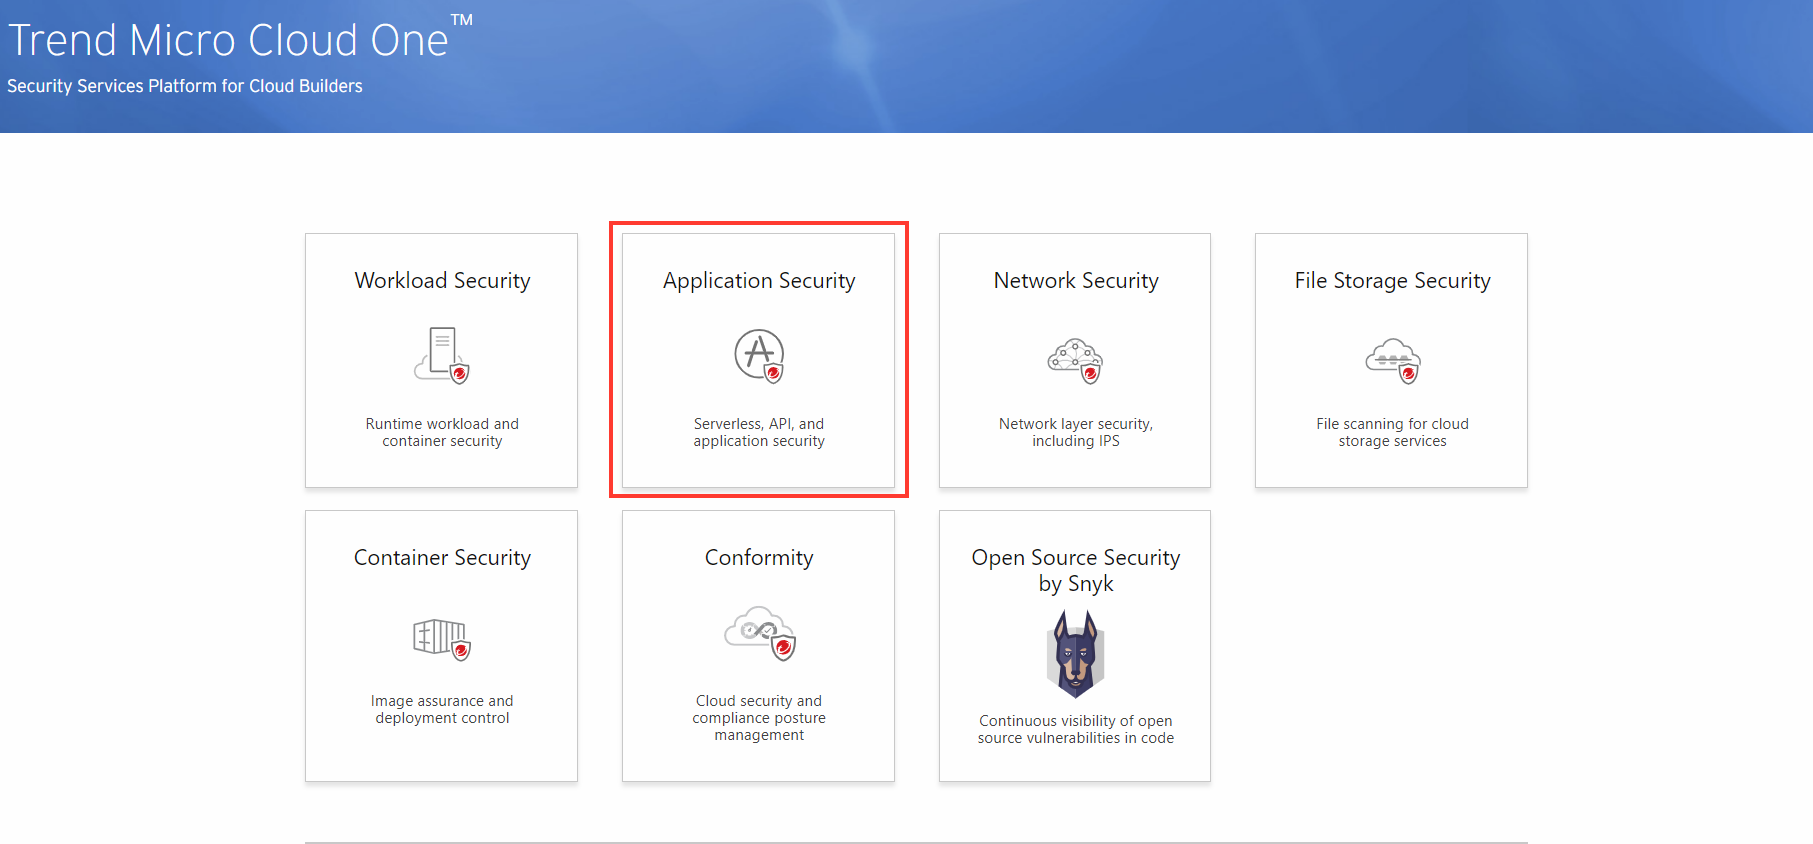 Trend Micro Cloud One™
Security Services Platform for Cloud Builders
Workload Security
Runtime workload and
container security
Application Security
Serverless, API, and
application security
Network Security
Network layer security,
including IPS
File Storage Security
File scanning for cloud
storage services
Container Security
Image assurance and
deployment control
Conformity
Cloud security and
compliance posture
management
Open Source Security
by Snyk
Continuous visibility of open
source vulnerabilities in code